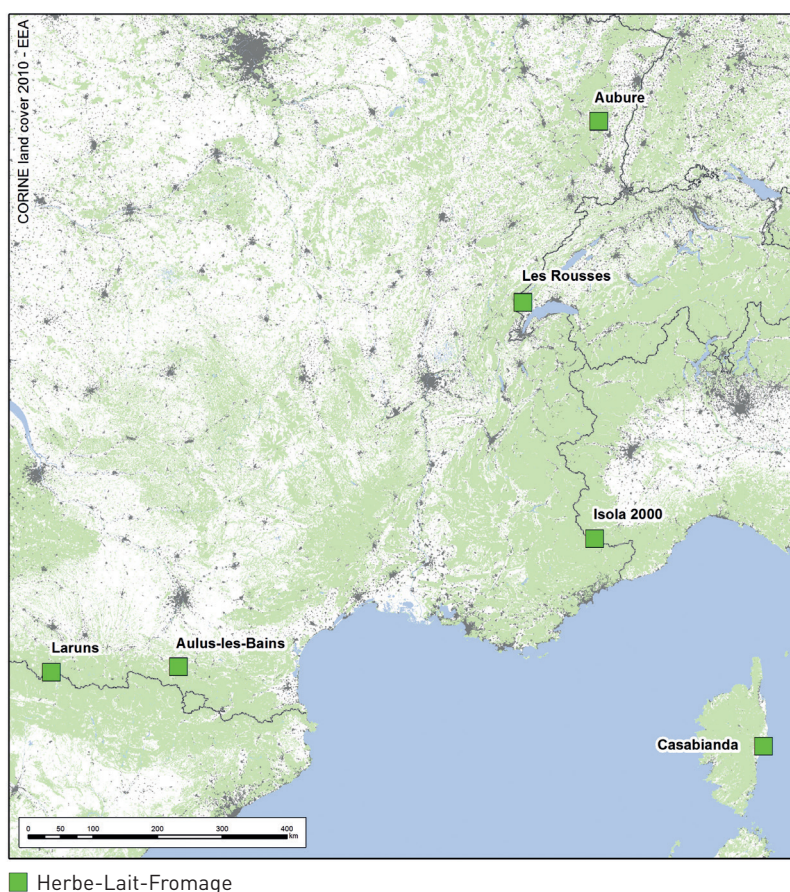 CORINE land cover 2010 - EEA
Aubure
Les Rousses
Isola 2000
Laruns
Aulus-les-Bains
Casabianda
0 50 100 200 300 400
km
Herbe-Lait-Fromage